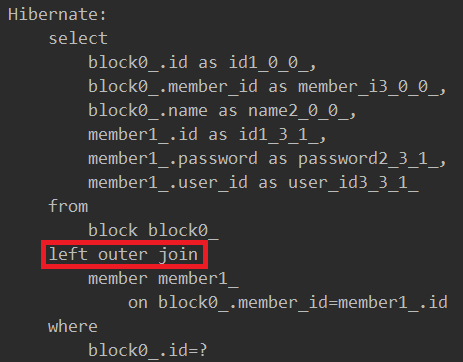 Hibernate:
    select
        block0_.id as id1_0_0_,
        block0_.member_id as member_i3_0_0_,
        block0_.name as name2_0_0_,
        member1_.id as id1_3_1_,
        member1_.password as password2_3_1_,
        member1_.user_id as user_id3_3_1_
    from
        block block0_
    left outer join
        member member1_
            on block0_.member_id=member1_.id
    where
        block0_.id=?